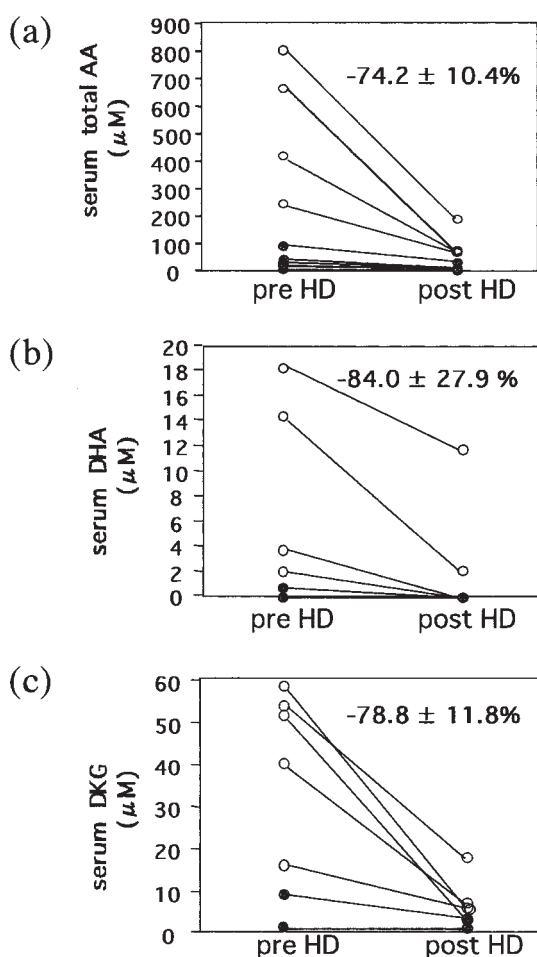 (a)
serum total AA
(μM)
900
800
700
600
500
400
300
200
100
0
-74.2 ± 10.4%
pre HD
post HD
(b)
serum DHA
(μM)
20
18
16
14
12
10
8
6
4
2
0
-84.0 ± 27.9 %
pre HD
post HD
(c)
serum DKG
(μM)
60
50
40
30
20
10
0
-78.8 ± 11.8%
pre HD
post HD